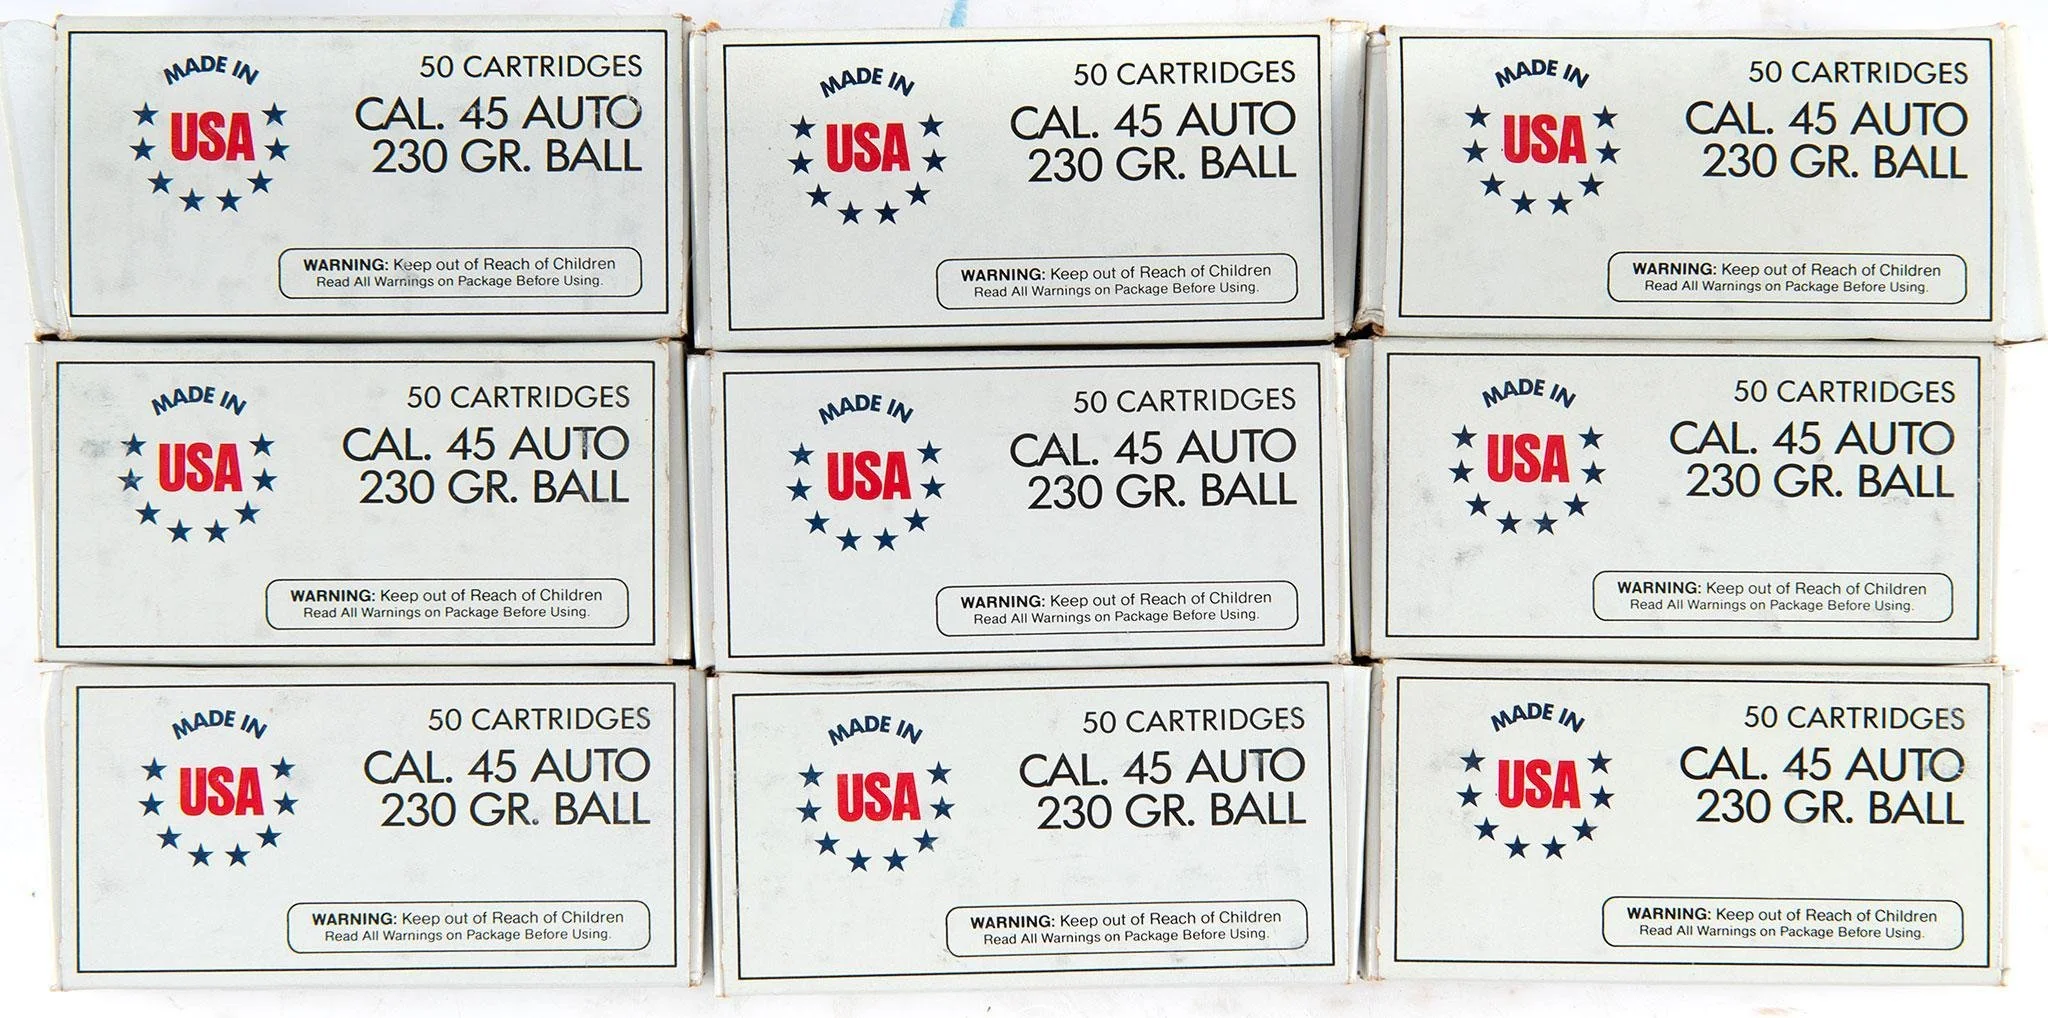 MADE IN
USA
50 CARTRIDGES
CAL. 45 AUTO
230 GR. BALL
WARNING: Keep out of Reach of Children
Read All Warnings on Package Before Using.
MADE IN
USA
50 CARTRIDGES
CAL. 45 AUTO
230 GR. BALL
WARNING: Keep out of Reach of Children
Read All Warnings on Package Before Using.
MADE IN
USA
50 CARTRIDGES
CAL. 45 AUTO
230 GR. BALL
WARNING: Keep out of Reach of Children
Read All Warnings on Package Before Using.
MADE IN
USA
50 CARTRIDGES
CAL. 45 AUTO
230 GR. BALL
WARNING: Keep out of Reach of Children
Read All Warnings on Package Before Using.
MADE IN
USA
50 CARTRIDGES
CAL. 45 AUTO
230 GR. BALL
WARNING: Keep out of Reach of Children
Read All Warnings on Package Before Using.
MADE IN
USA
50 CARTRIDGES
CAL. 45 AUTO
230 GR. BALL
WARNING: Keep out of Reach of Children
Read All Warnings on Package Before Using.
MADE IN
USA
50 CARTRIDGES
CAL. 45 AUTO
230 GR. BALL
WARNING: Keep out of Reach of Children
Read All Warnings on Package Before Using.
MADE IN
USA
50 CARTRIDGES
CAL. 45 AUTO
230 GR. BALL
WARNING: Keep out of Reach of Children
Read All Warnings on Package Before Using.
MADE IN
USA
50 CARTRIDGES
CAL. 45 AUTO
230 GR. BALL
WARNING: Keep out of Reach of Children
Read All Warnings on Package Before Using.